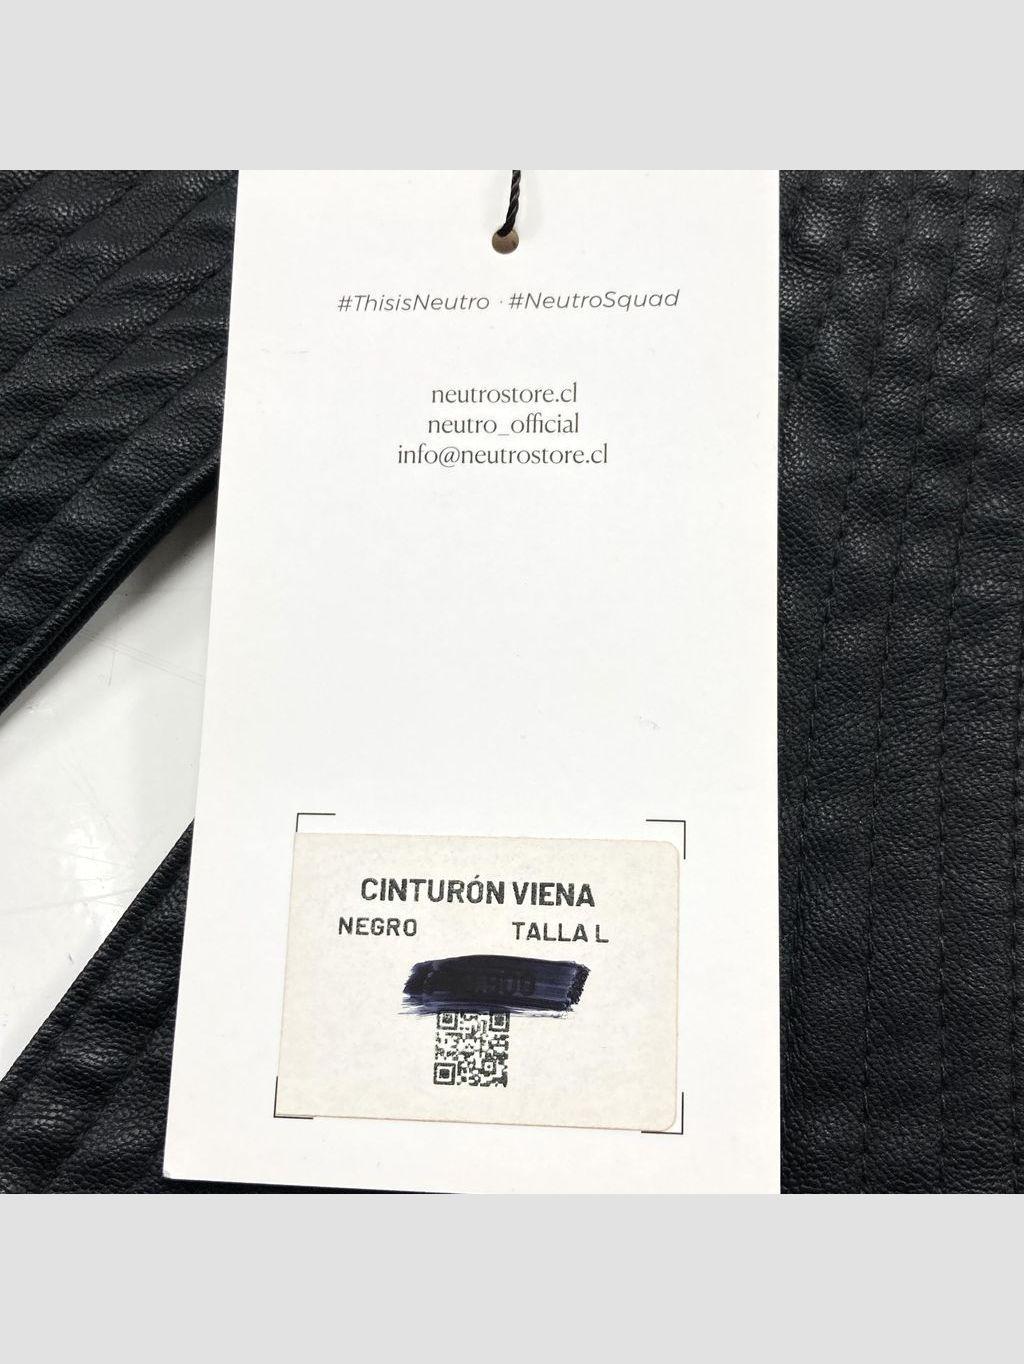 #ThisisNeutro · #NeutroSquad
neutrostore.cl
neutro_official
info@neutrostore.cl
CINTURÓN VIENA
NEGRO TALLA L